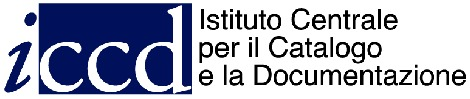 iccd
Istituto Centrale
per il Catalogo
e la Documentazione